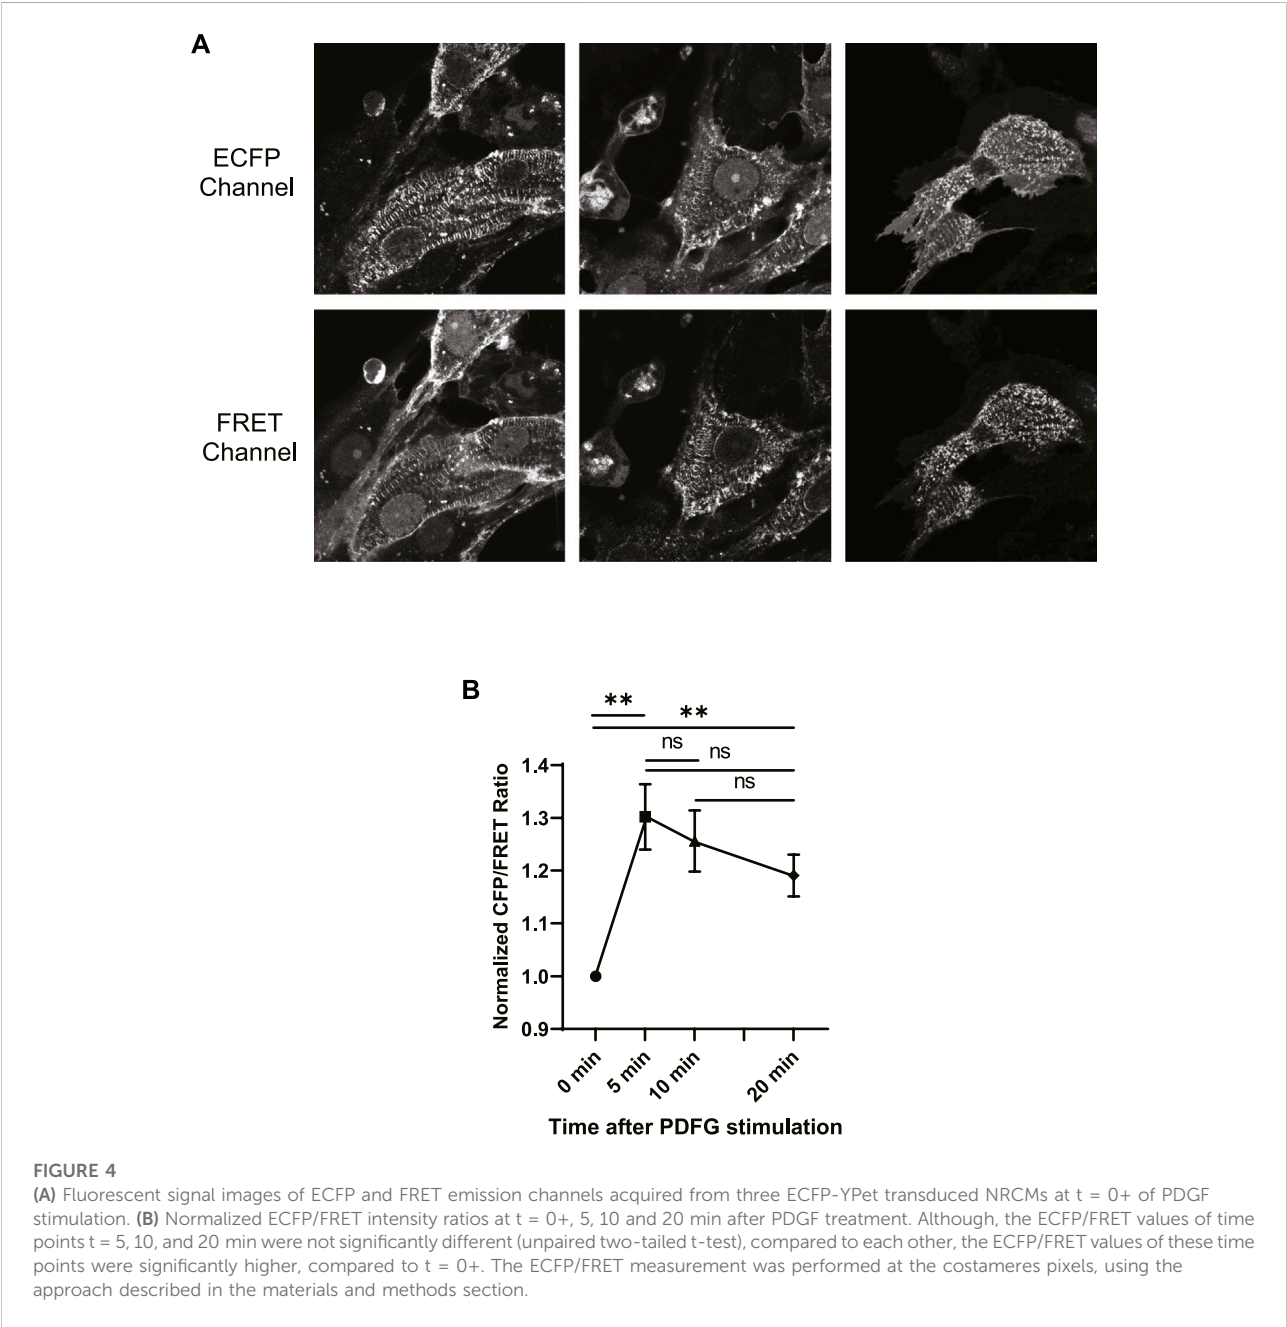 A
ECFP
Channel
FRET
Channel
B
**
**
ns
ns
ns
Normalized CFP/FRET Ratio
1.4
1.3
1.2
1.1
1.0
0.9
0 min
5 min
10 min
20 min
Time after PDFG stimulation
FIGURE 4
(A) Fluorescent signal images of ECFP and FRET emission channels acquired from three ECFP-YPet transduced NRCMs at t = 0+ of PDGF
stimulation. (B) Normalized ECFP/FRET intensity ratios at t = 0+, 5, 10 and 20 min after PDGF treatment. Although, the ECFP/FRET values of time
points t = 5, 10, and 20 min were not significantly different (unpaired two-tailed t-test), compared to each other, the ECFP/FRET values of these time
points were significantly higher, compared to t = 0+. The ECFP/FRET measurement was performed at the costameres pixels, using the
approach described in the materials and methods section.